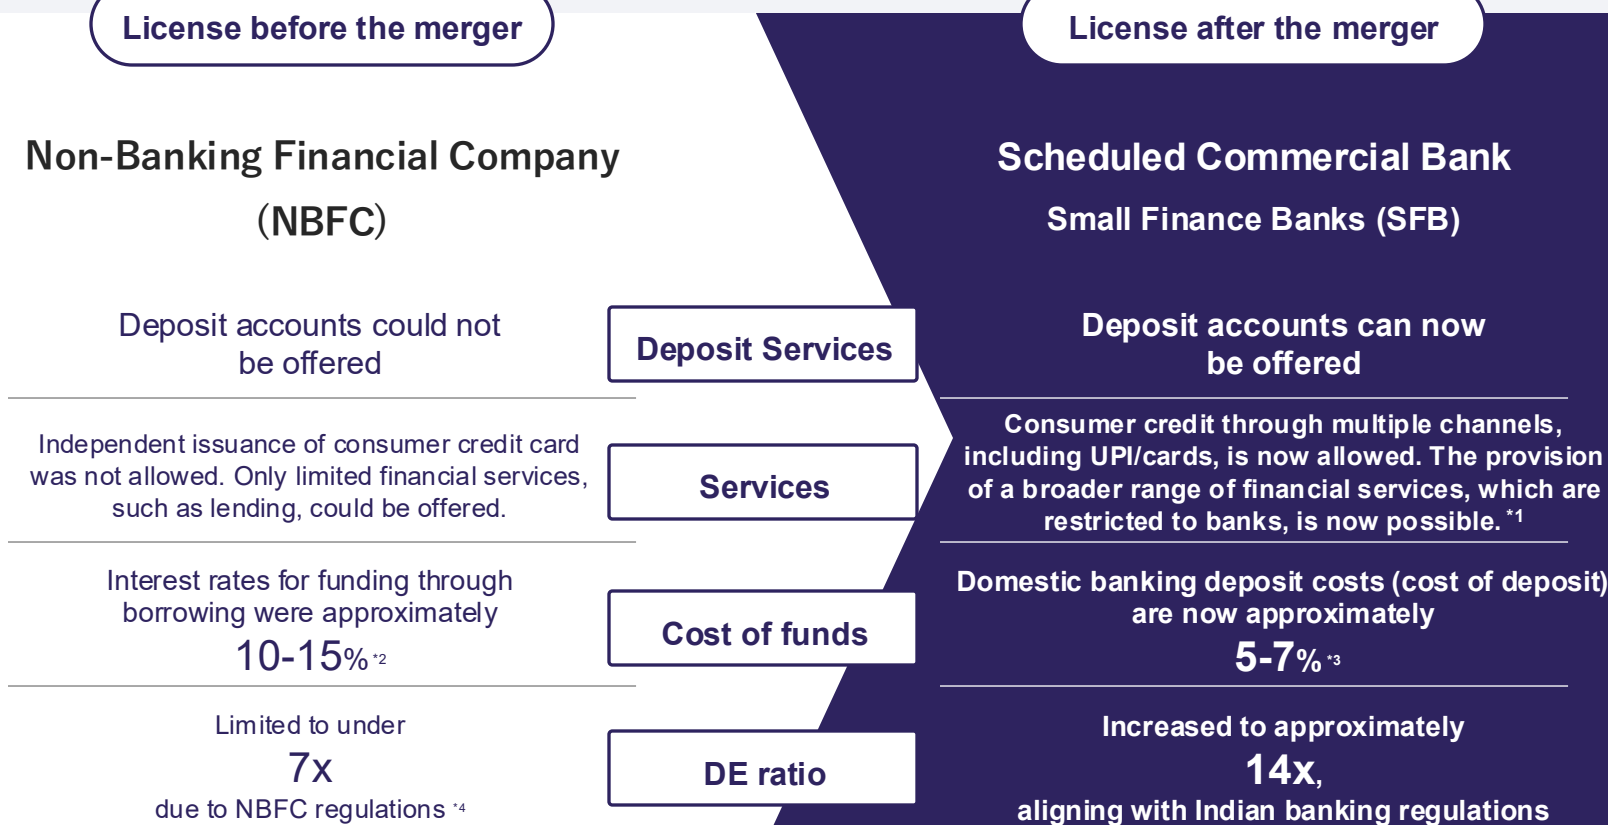 License before the merger
License after the merger
Non-Banking Financial Company
(NBFC)
Scheduled Commercial Bank
Small Finance Banks (SFB)
Deposit accounts could not
be offered
Deposit Services
Deposit accounts can now
be offered
Independent issuance of consumer credit card
was not allowed. Only limited financial services,
such as lending, could be offered.
Services
Consumer credit through multiple channels,
including UPI/cards, is now allowed. The provision
of a broader range of financial services, which are
restricted to banks, is now possible. *1
Interest rates for funding through
borrowing were approximately
10-15% *2
Cost of funds
Domestic banking deposit costs (cost of deposit)
are now approximately
5-7% *3
Limited to under
7x
due to NBFC regulations *4
DE ratio
Increased to approximately
14x,
aligning with Indian banking regulations